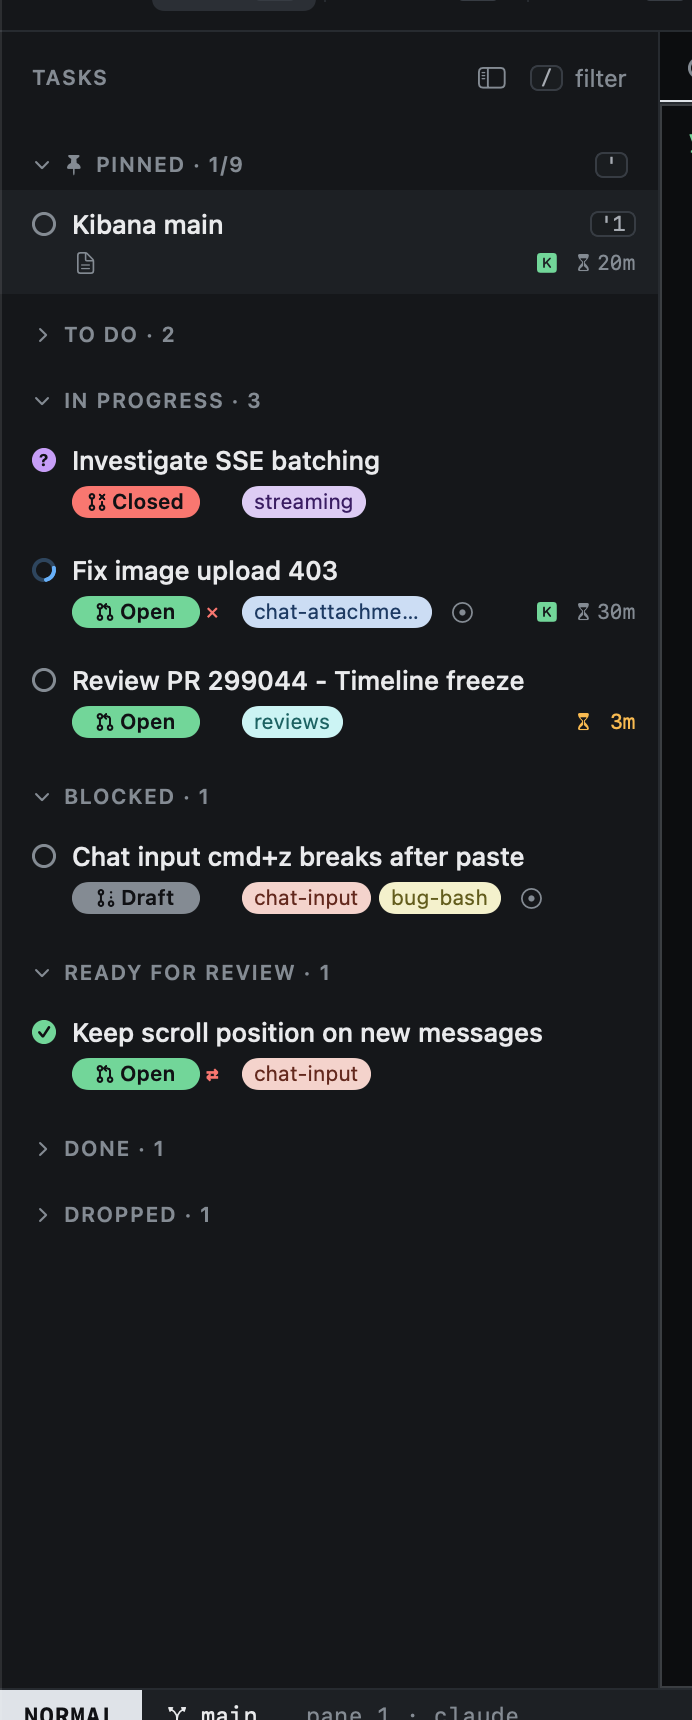 TASKS / filter
PINNED · 1/9 '
Kibana main '1
K 20m
TO DO · 2
IN PROGRESS · 3
? Investigate SSE batching
Closed streaming
Fix image upload 403
Open × chat-attachme... K 30m
Review PR 299044 - Timeline freeze
Open reviews 3m
BLOCKED · 1
Chat input cmd+z breaks after paste
Draft chat-input bug-bash
READY FOR REVIEW · 1
Keep scroll position on new messages
Open chat-input
DONE · 1
DROPPED · 1
NORMAL main pane 1 · claude